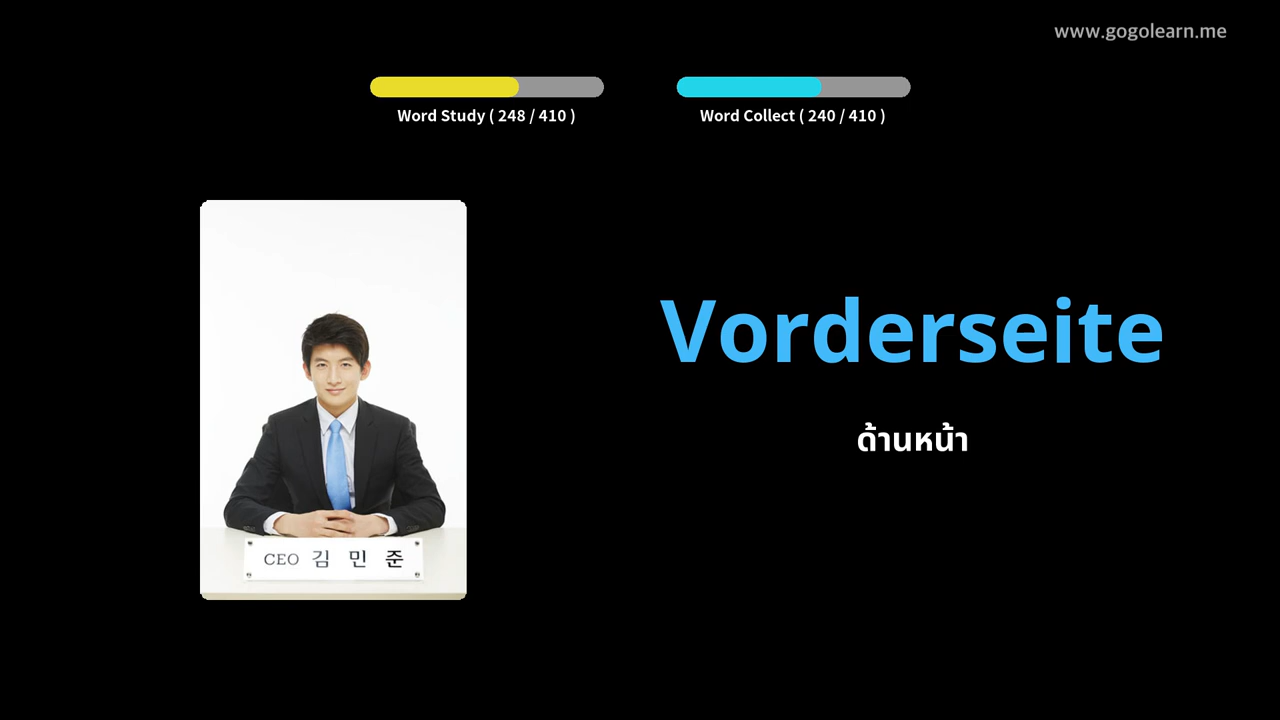 www.gogolearn.me
Word Study ( 248 / 410 )
Word Collect ( 240 / 410 )
Vorderseite
ด้านหน้า
CEO 김 민 준